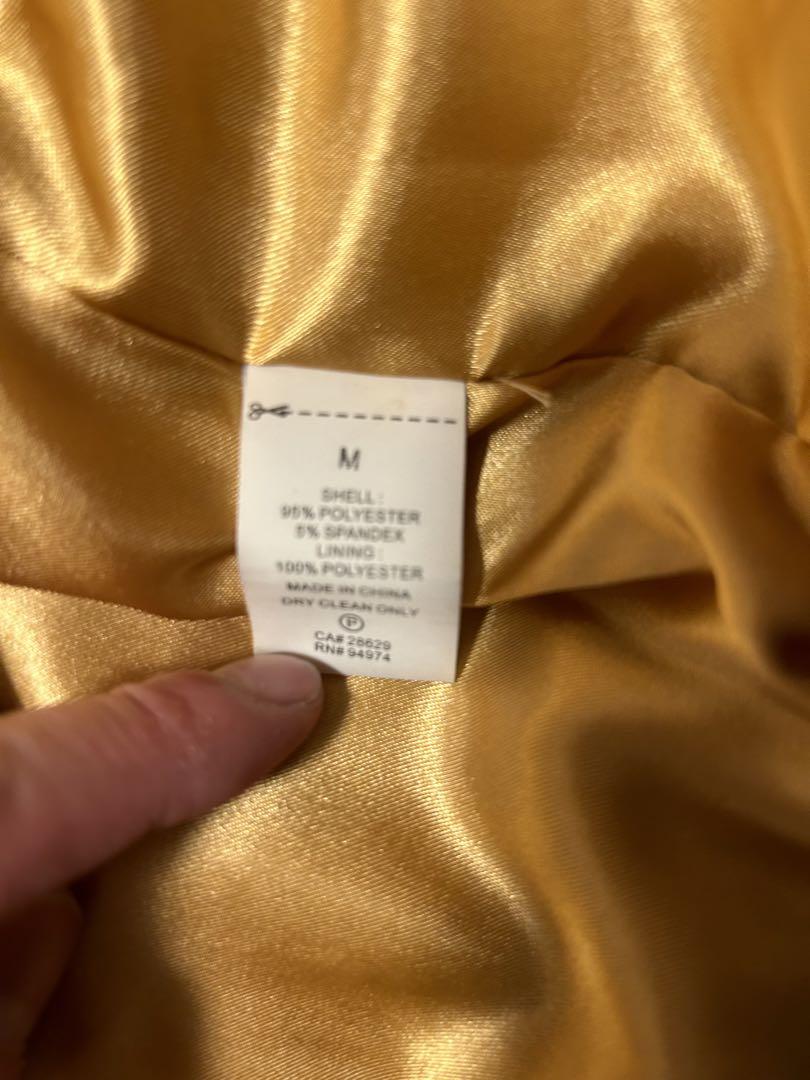 M
SHELL:
95% POLYESTER
5% SPANDEX
LINING:
100% POLYESTER
MADE IN CHINA
DRY CLEAN ONLY
P
CA# 28629
RN# 94974